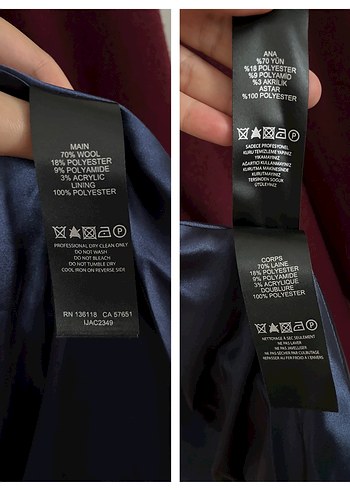 MAIN
70% WOOL
18% POLYESTER
9% POLYAMIDE
3% ACRYLIC
LINING
100% POLYESTER
PROFESSIONAL DRY CLEAN ONLY
DO NOT WASH
DO NOT BLEACH
DO NOT TUMBLE DRY
COOL IRON ON REVERSE SIER
RN 136118 CA 57651
IJAC2349
ANA
%70 YÜN
%18 POLYESTER
%9 POLYAMID
%3 AKRİLİK
ASTAR
%100 POLYESTER
SADECE PROFESYONEL
KURU TEMİZLEME YAPINIZ
YIKAMAYINIZ
AĞARTICI KULLANMAYINIZ
KURUTMA MAKİNESİNDE
KURUTMAYINIZ
TERSİNDEN SOĞUK
ÜTÜLEYİNİZ
CORPS
70% LAINE
18% POLYESTER
9% POLYAMIDE
3% ACRYLIQUE
DOUBLURE
100% POLYESTER
NETTOYAGE À SEC SEULEMENT
NE PAS LAVER
NE PAS JAVELLISER
NE PAS SÉCHER PAR CULBUTAGE
REPASSER AU FER FROID À L'ENVERS